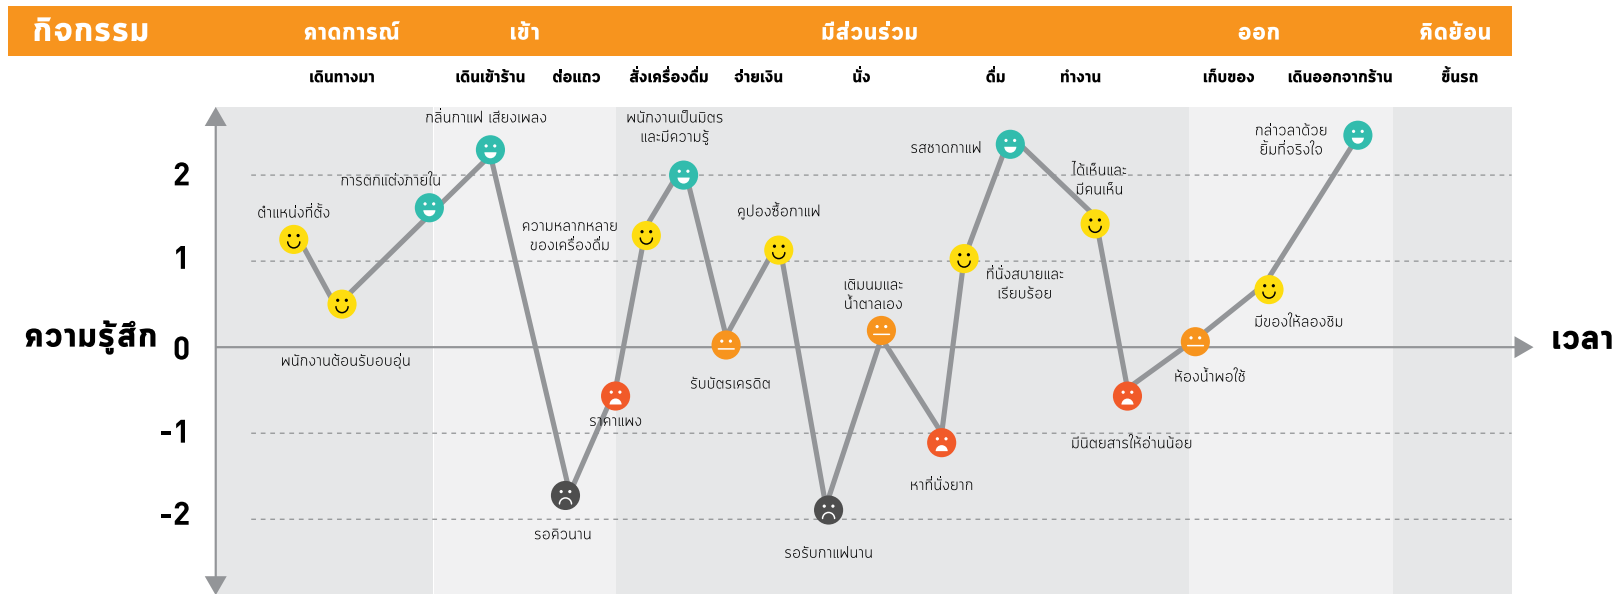 กิจกรรม
คาดการณ์
เข้า
มีส่วนร่วม
ออก
คิดย้อน
เดินทางมา
เดินเข้าร้าน
ต่อแถว
สั่งเครื่องดื่ม
จ่ายเงิน
นั่ง
ดื่ม
ทำงาน
เก็บของ
เดินออกจากร้าน
ขึ้นรถ
ความรู้สึก
2
1
0
-1
-2
เวลา
ตำแหน่งที่ตั้ง
พนักงานต้อนรับอบอุ่น
การตกแต่งภายใน
กลิ่นกาแฟ เสียงเพลง
รอคิวนาน
ราคาแพง
ความหลากหลาย
ของเครื่องดื่ม
พนักงานเป็นมิตร
และมีความรู้
รับบัตรเครดิต
คูปองซื้อกาแฟ
รอรับกาแฟนาน
เติมนมและ
น้ำตาลเอง
หาที่นั่งยาก
ที่นั่งสบายและ
เรียบร้อย
รสชาดกาแฟ
ได้เห็นและ
มีคนเห็น
มีนิตยสารให้อ่านน้อย
ห้องน้ำพอใช้
มีของให้ลองชิม
กล่าวลาด้วย
ยิ้มที่จริงใจ